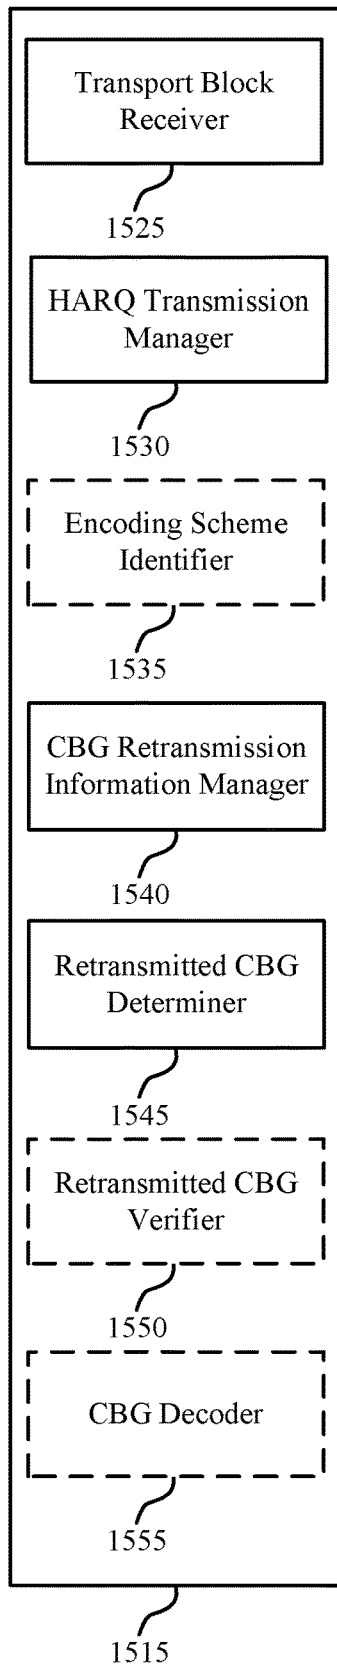 Transport Block
Receiver
1525
HARQ Transmission
Manager
1530
Encoding Scheme
Identifier
1535
CBG Retransmission
Information Manager
1540
Retransmitted CBG
Determiner
1545
Retransmitted CBG
Verifier
1550
CBG Decoder
1555
1515